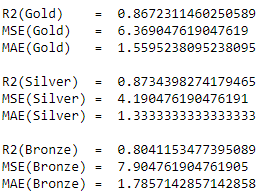 R2(Gold)    =  0.8672311460250589
MSE(Gold)   =  6.369047619047619
MAE(Gold)   =  1.5595238095238095

R2(Silver)  =  0.8734398274179465
MSE(Silver) =  4.190476190476191
MAE(Silver) =  1.3333333333333333

R2(Bronze)  =  0.8041153477395089
MSE(Bronze) =  7.904761904761905
MAE(Bronze) =  1.7857142857142858